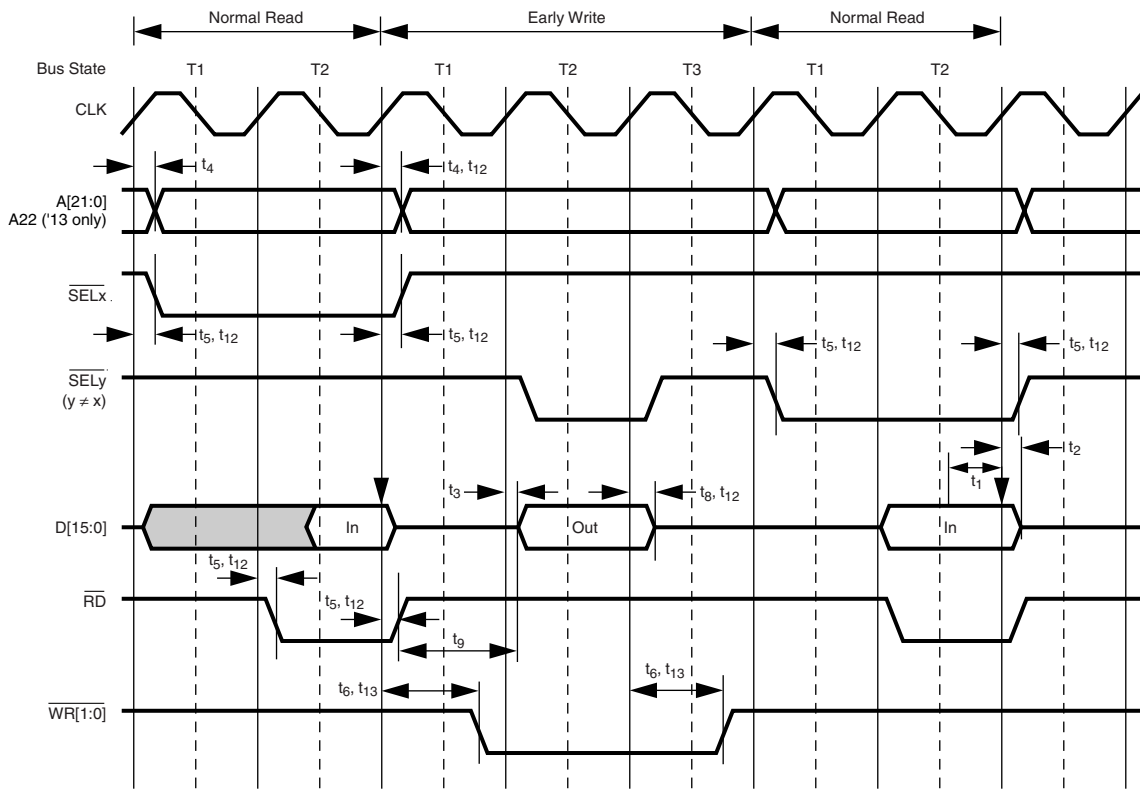 Normal Read Early Write Normal Read
Bus State T1 T2 T1 T2 T3 T1 T2
CLK
t4 t4, t12
A[21:0]
A22 ('13 only)
SELx
t5, t12 t5, t12 t5, t12 t5, t12
SELy
(y ≠ x)
t2
t1
t3 t8, t12
D[15:0] In Out In
t5, t12
RD t5, t12
t9
t6, t13 t6, t13
WR[1:0]